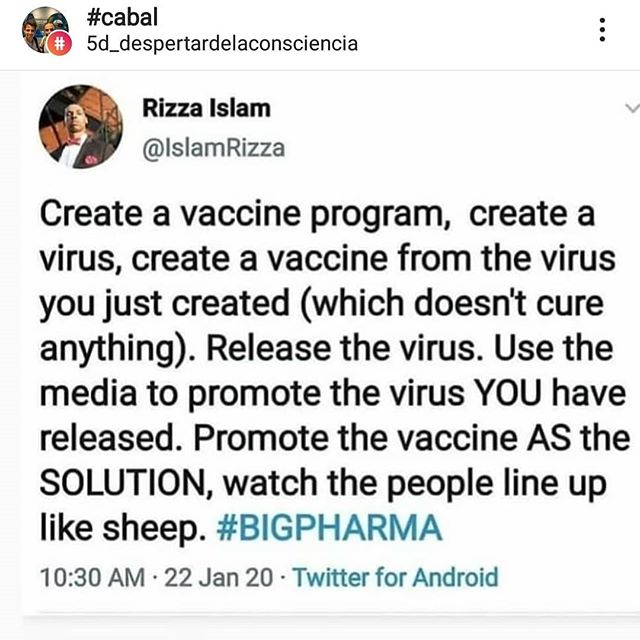 #cabal
5d_despertardelaconsciencia
#
Rizza Islam
@IslamRizza
Create a vaccine program, create a
virus, create a vaccine from the virus
you just created (which doesn't cure
anything). Release the virus. Use the
media to promote the virus YOU have
released. Promote the vaccine AS the
SOLUTION, watch the people line up
like sheep. #BIGPHARMA
10:30 AM · 22 Jan 20 · Twitter for Android